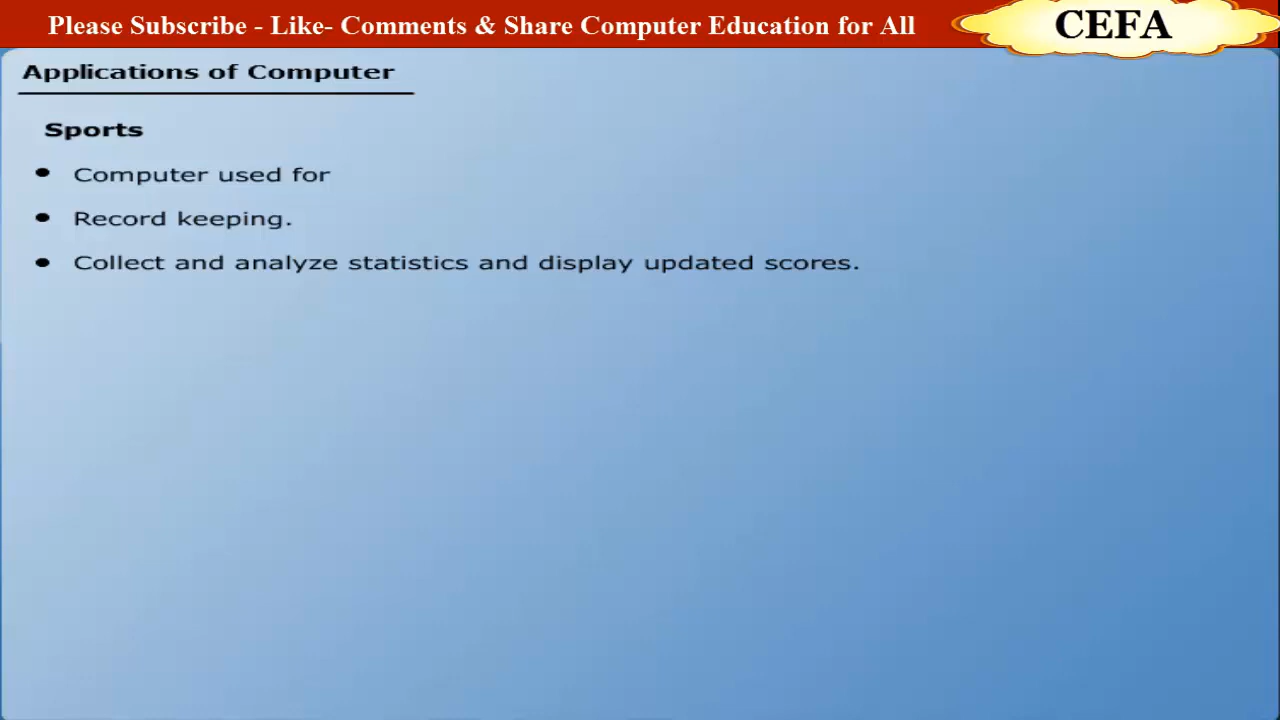 Please Subscribe - Like- Comments & Share Computer Education for All
CEFA
Applications of Computer
Sports
• Computer used for
• Record keeping.
• Collect and analyze statistics and display updated scores.